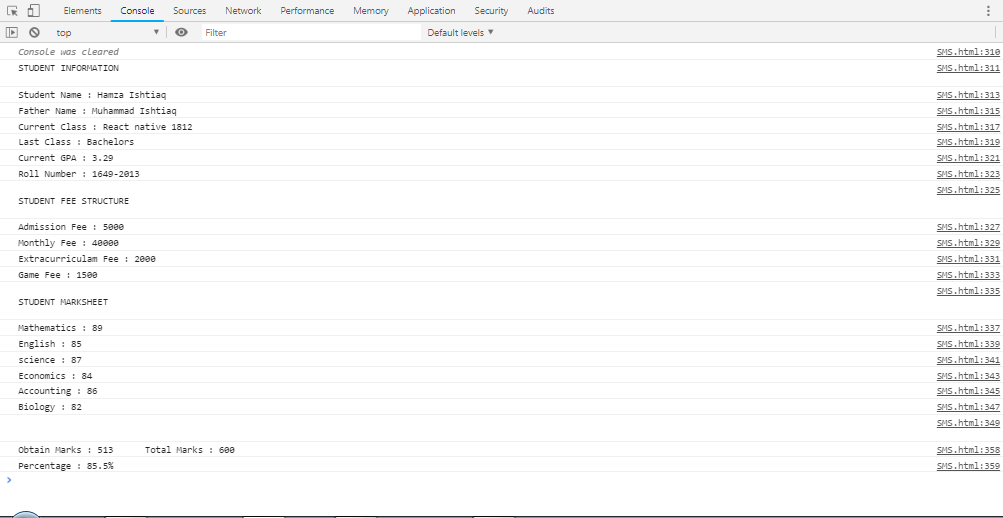 Elements Console Sources Network Performance Memory Application Security Audits
top Filter Default levels
Console was cleared SMS.html:310
STUDENT INFORMATION SMS.html:311
Student Name : Hamza Ishtiaq SMS.html:313
Father Name : Muhammad Ishtiaq SMS.html:315
Current Class : React native 1812 SMS.html:317
Last Class : Bachelors SMS.html:319
Current GPA : 3.29 SMS.html:321
Roll Number : 1649-2013 SMS.html:323
SMS.html:325
STUDENT FEE STRUCTURE
Admission Fee : 5000 SMS.html:327
Monthly Fee : 40000 SMS.html:329
Extracurriculam Fee : 2000 SMS.html:331
Game Fee : 1500 SMS.html:333
SMS.html:335
STUDENT MARKSHEET
Mathematics : 89 SMS.html:337
English : 85 SMS.html:339
science : 87 SMS.html:341
Economics : 84 SMS.html:343
Accounting : 86 SMS.html:345
Biology : 82 SMS.html:347
SMS.html:349
Obtain Marks : 513 Total Marks : 600 SMS.html:358
Percentage : 85.5% SMS.html:359